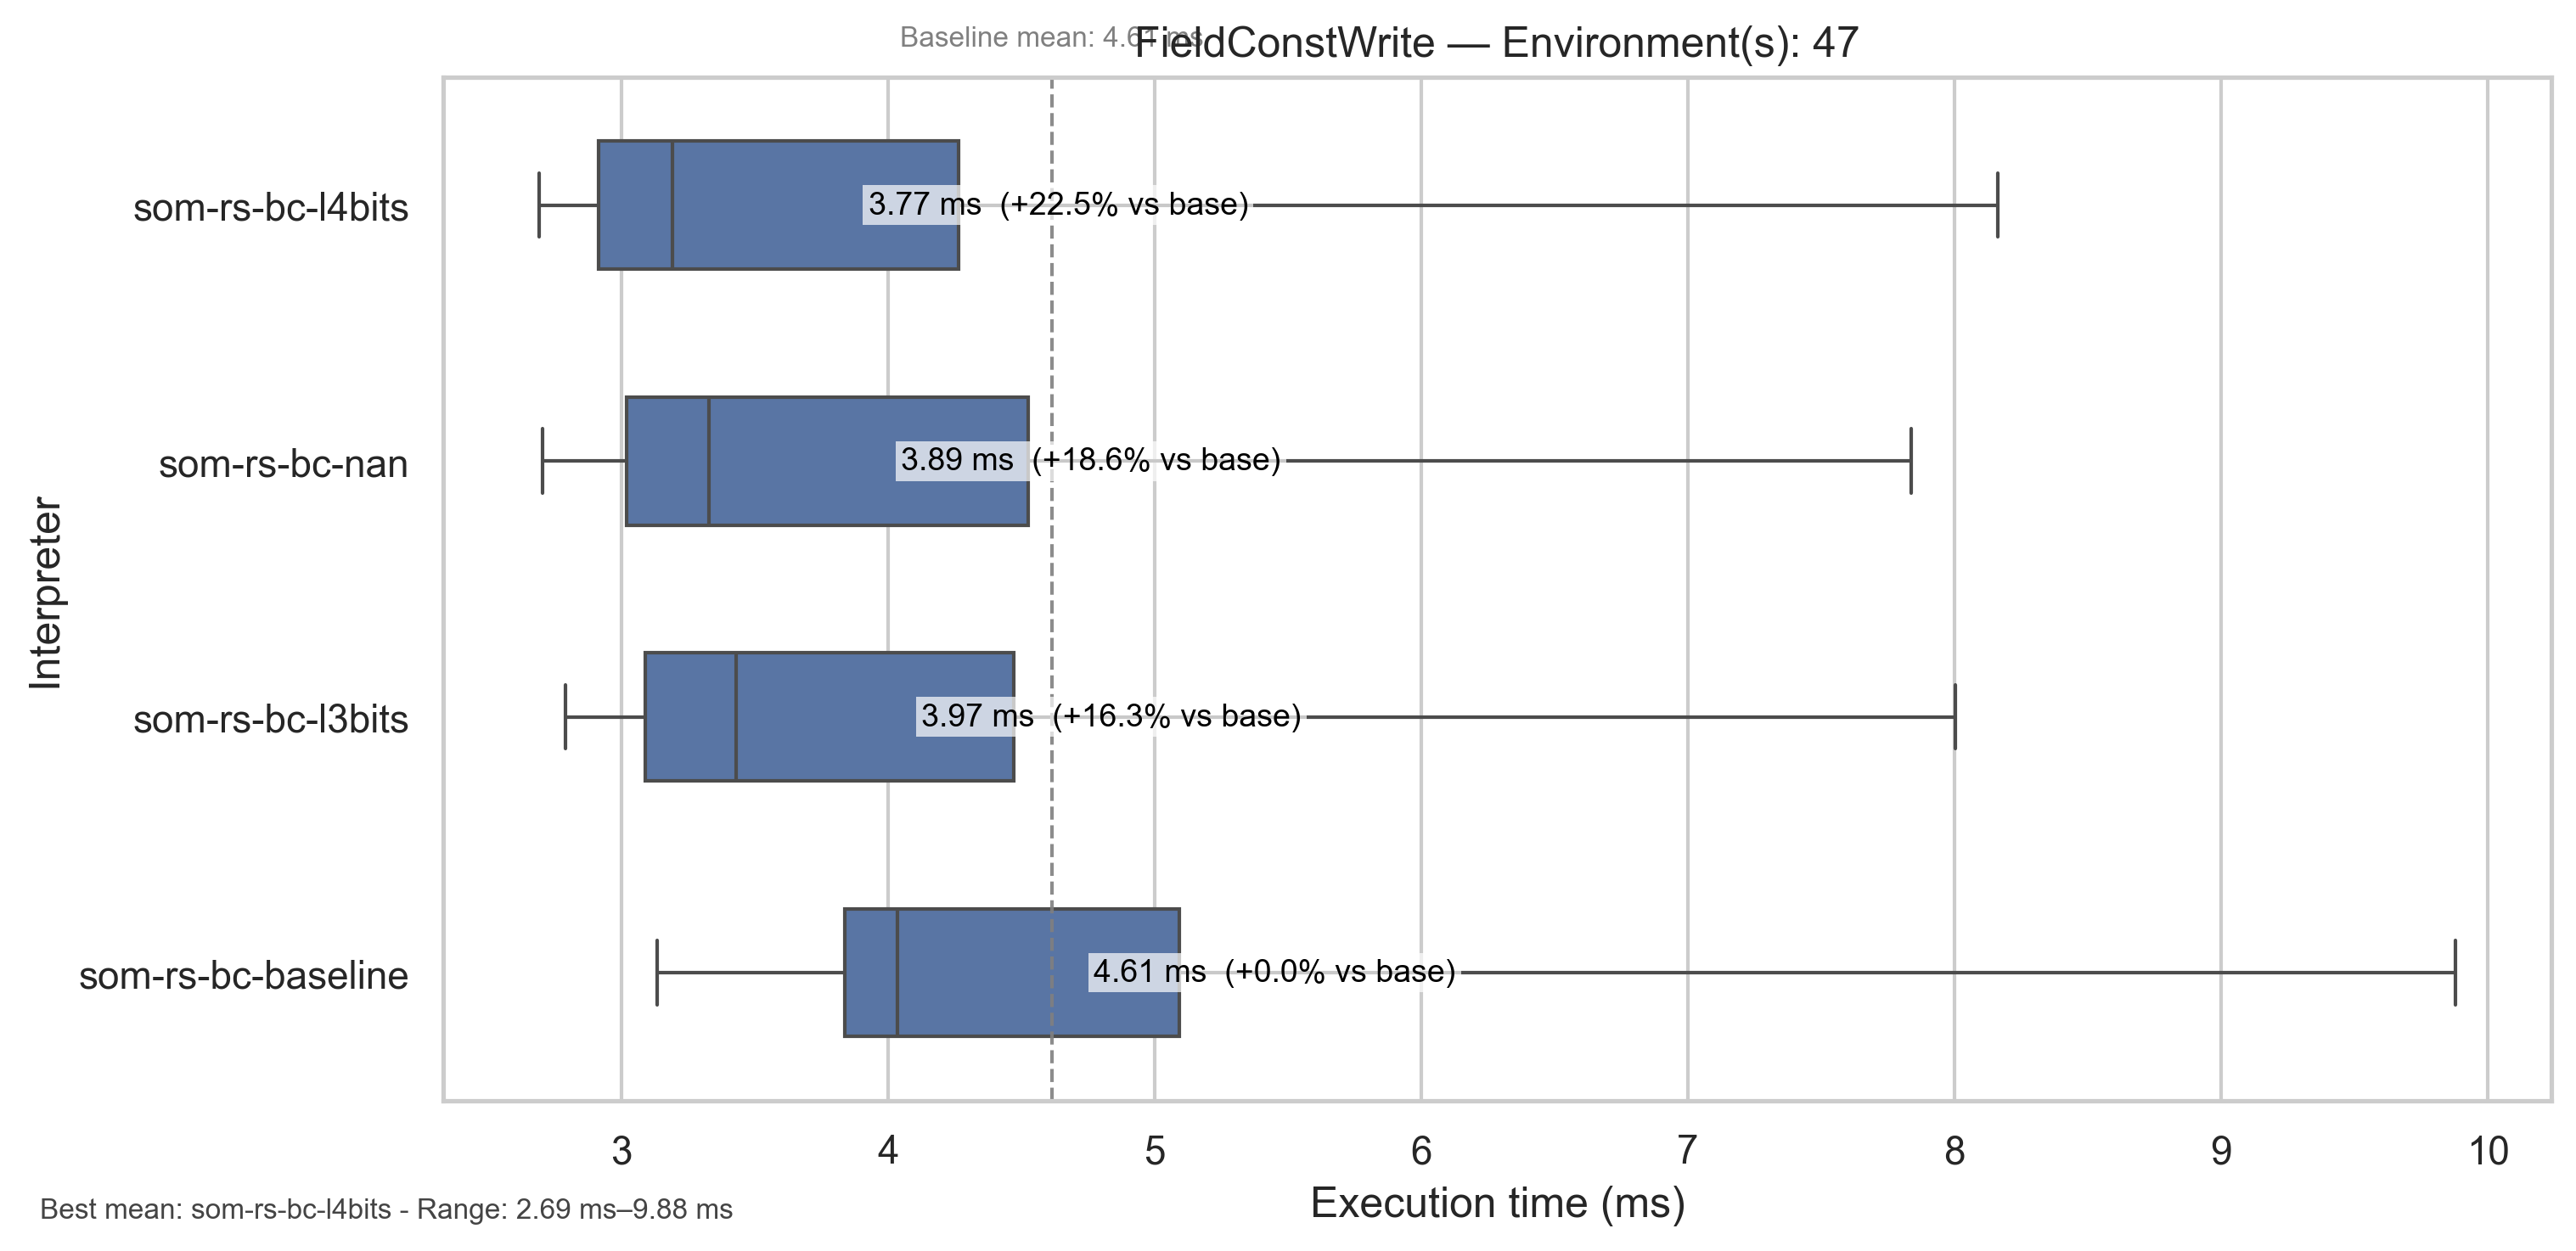 Baseline mean: 4.61 ms
FieldConstWrite — Environment(s): 47
som-rs-bc-l4bits
3.77 ms (+22.5% vs base)
som-rs-bc-nan
3.89 ms (+18.6% vs base)
som-rs-bc-l3bits
3.97 ms (+16.3% vs base)
som-rs-bc-baseline
4.61 ms (+0.0% vs base)
Interpreter
3 4 5 6 7 8 9 10
Execution time (ms)
Best mean: som-rs-bc-l4bits - Range: 2.69 ms–9.88 ms